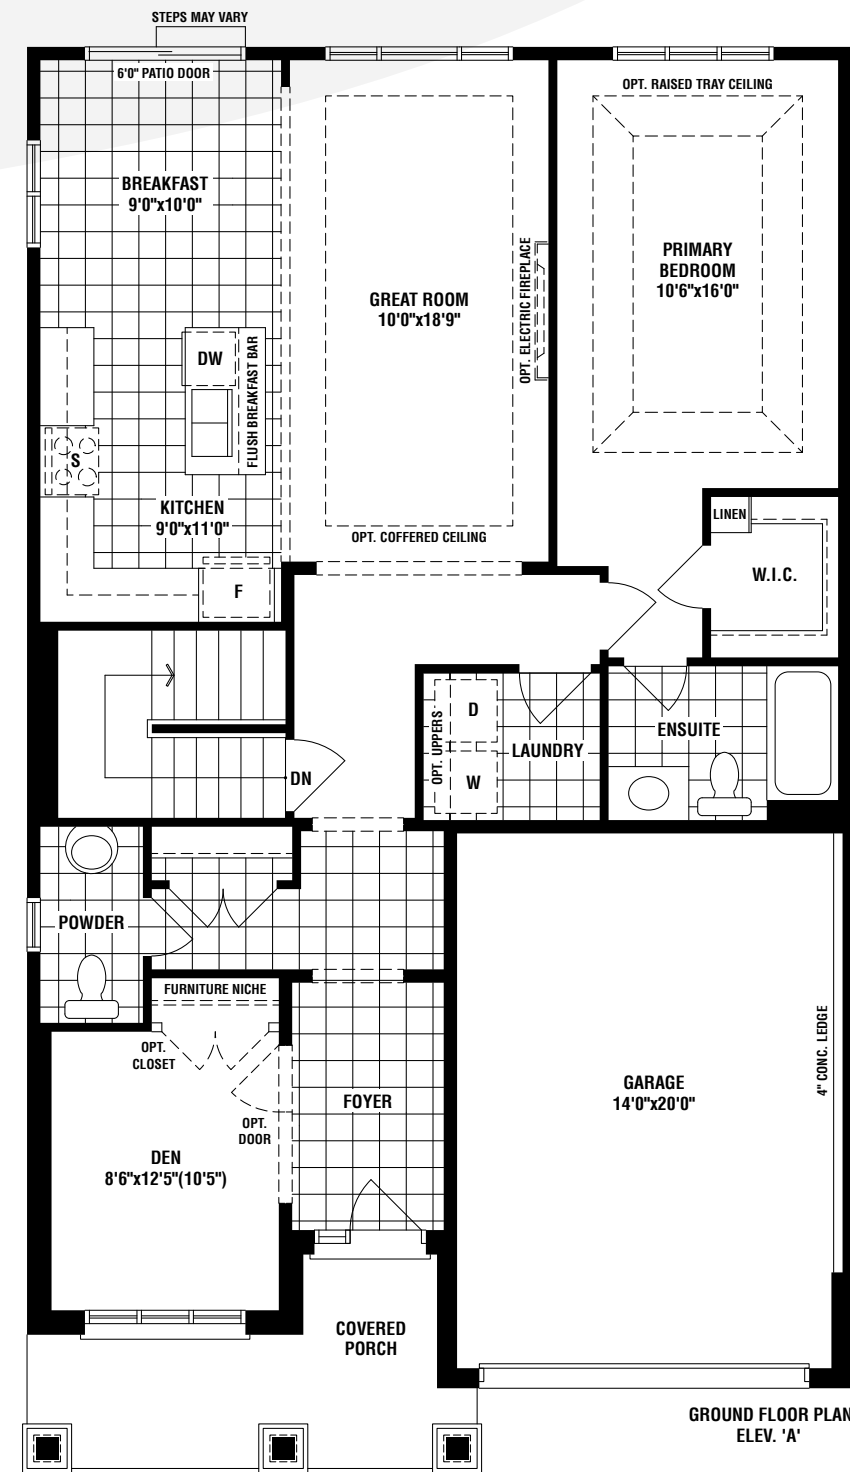 STEPS MAY VARY
6'0" PATIO DOOR
OPT. RAISED TRAY CEILING
BREAKFAST
9'0"x10'0"
GREAT ROOM
10'0"x18'9"
OPT. ELECTRIC FIREPLACE
PRIMARY
BEDROOM
10'6"x16'0"
DW
FLUSH BREAKFAST BAR
S
KITCHEN
9'0"x11'0"
OPT. COFFERED CEILING
LINEN
W.I.C.
F
OPT. UPPERS
D
W
LAUNDRY
ENSUITE
DN
POWDER
FURNITURE NICHE
OPT.
CLOSET
OPT.
DOOR
FOYER
DEN
8'6"x12'5"(10'5")
GARAGE
14'0"x20'0"
4" CONC. LEDGE
COVERED
PORCH
GROUND FLOOR PLAN
ELEV. 'A'